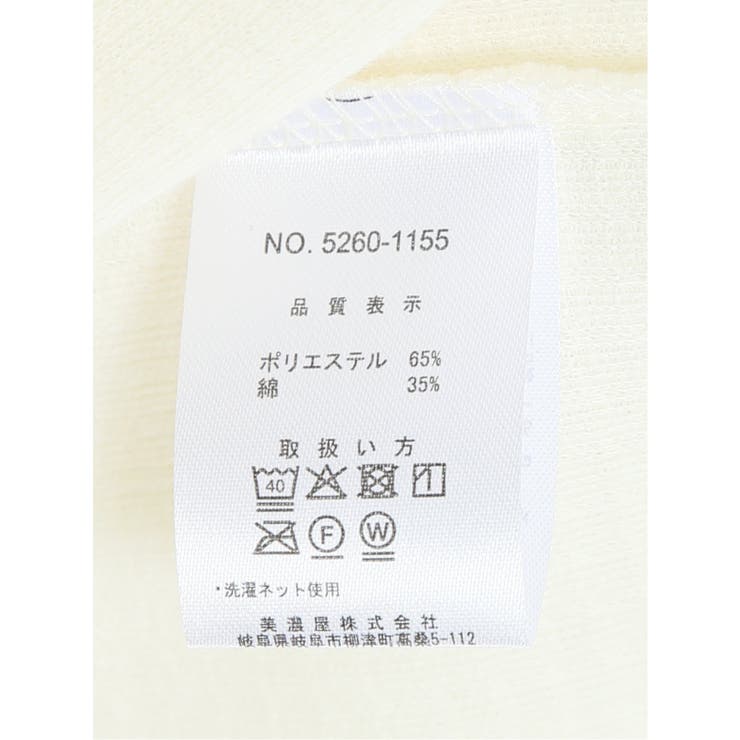 NO. 5260-1155
品質表示
ポリエステル 65%
綿 35%
取扱い方
40
F W
・洗濯ネット使用
美濃屋株式会社
岐阜県岐阜市柳津町高桑5-112